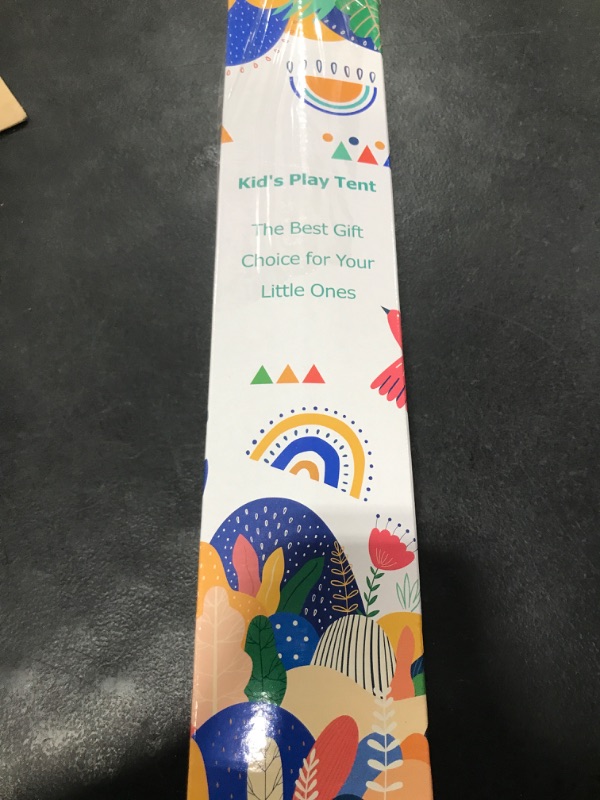 Kid's Play Tent
The Best Gift
Choice for Your
Little Ones